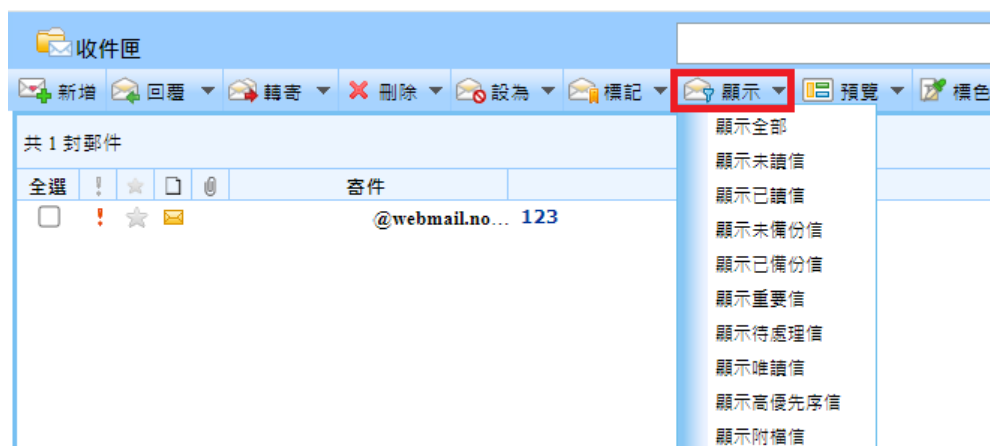 收件匣
新增 回覆 轉寄 刪除 設為 標記 顯示 預覽 標色
共 1 封郵件
全選 寄件
@webmail.no... 123
顯示全部
顯示未讀信
顯示已讀信
顯示未備份信
顯示已備份信
顯示重要信
顯示待處理信
顯示唯讀信
顯示高優先序信
顯示附檔信